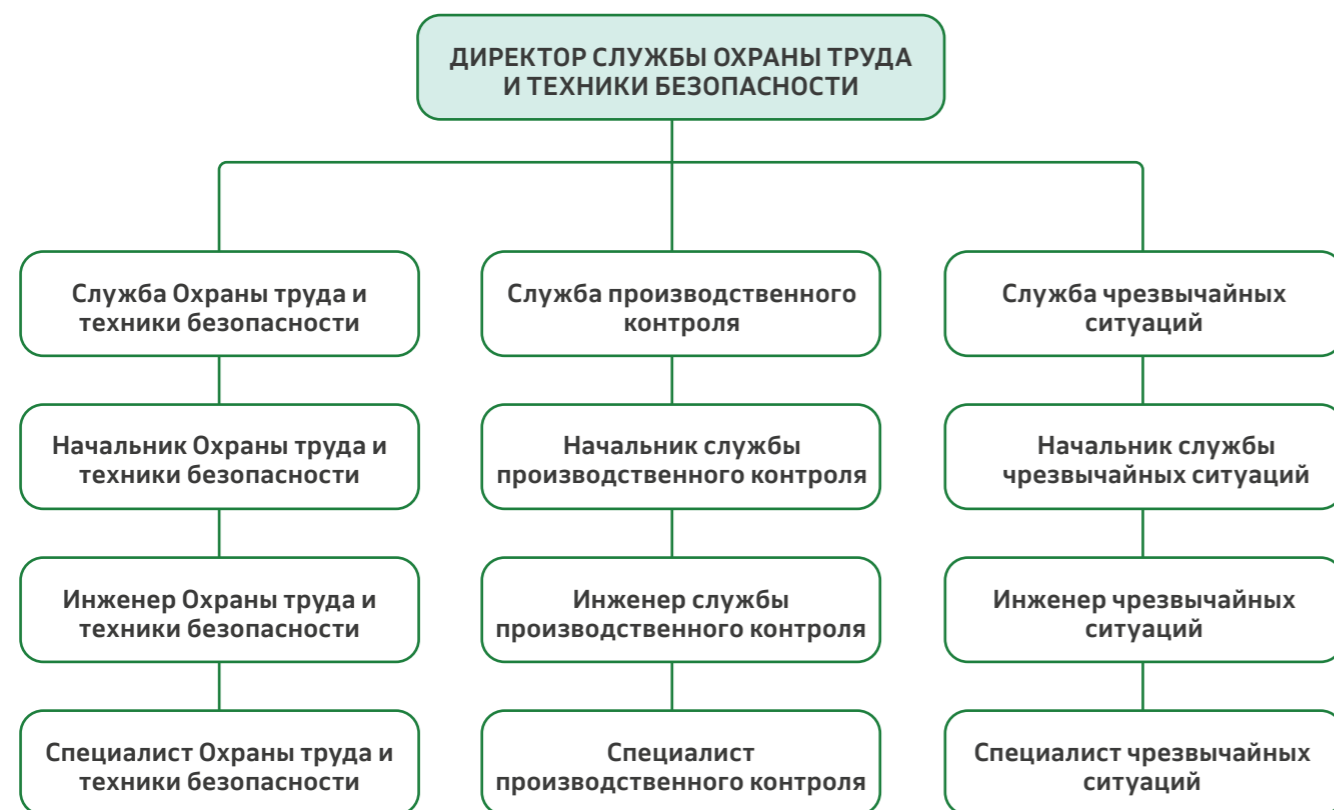 ДИРЕКТОР СЛУЖБЫ ОХРАНЫ ТРУДА
И ТЕХНИКИ БЕЗОПАСНОСТИ
Служба Охраны труда и
техники безопасности
Служба производственного
контроля
Служба чрезвычайных
ситуаций
Начальник Охраны труда и
техники безопасности
Начальник службы
производственного контроля
Начальник службы
чрезвычайных ситуаций
Инженер Охраны труда и
техники безопасности
Инженер службы
производственного контроля
Инженер чрезвычайных
ситуаций
Специалист Охраны труда и
техники безопасности
Специалист
производственного контроля
Специалист чрезвычайных
ситуаций